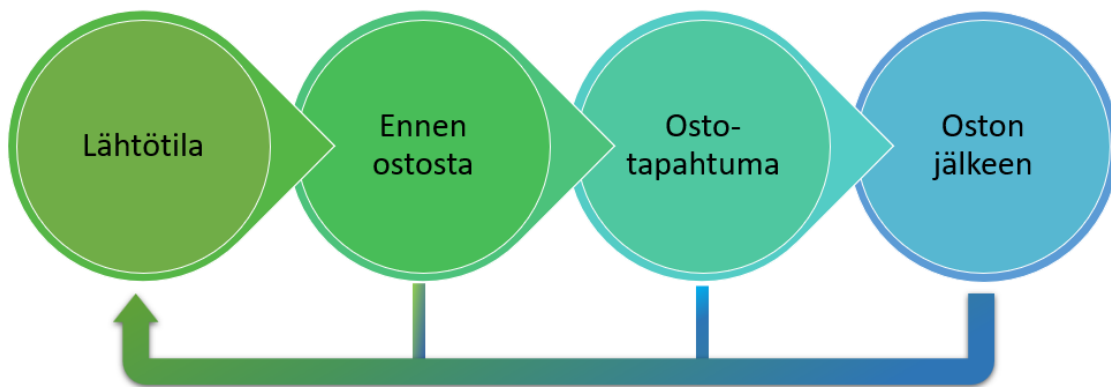 Lähtötila
Ennen
ostosta
Osto-
tapahtuma
Oston
jälkeen